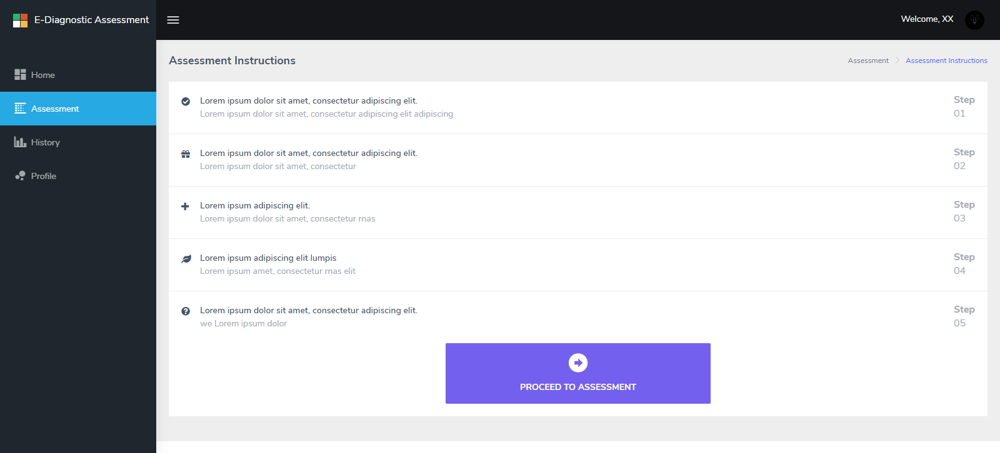 E-Diagnostic Assessment
Welcome, XX
Home
Assessment
History
Profile
Assessment Instructions
Assessment
Assessment Instructions
Lorem ipsum dolor sit amet, consectetur adipiscing elit.
Lorem ipsum dolor sit amet, consectetur adipiscing elit adipiscing
Step
01
Lorem ipsum dolor sit amet, consectetur adipiscing elit.
Lorem ipsum dolor sit amet, consectetur
Step
02
Lorem ipsum adipiscing elit.
Lorem ipsum dolor sit amet, consectetur rnas
Step
03
Lorem ipsum adipiscing elit lumpis
Lorem ipsum amet, consectetur rnas elit
Step
04
Lorem ipsum dolor sit amet, consectetur adipiscing elit.
we Lorem ipsum dolor
Step
05
PROCEED TO ASSESSMENT